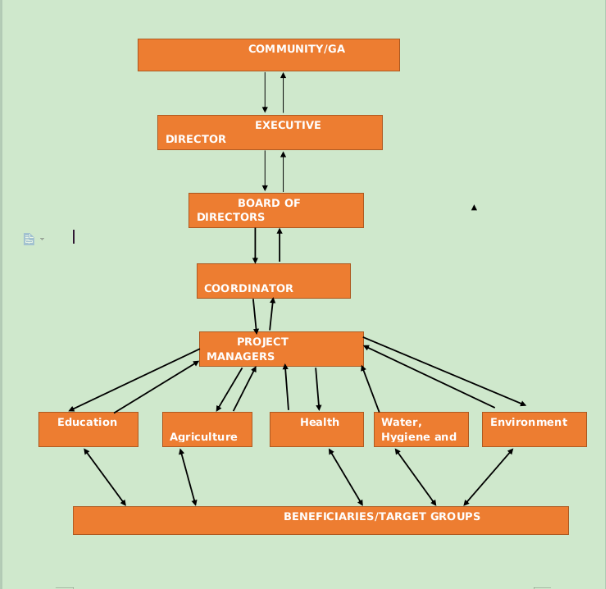 COMMUNITY/GA
EXECUTIVE
DIRECTOR
BOARD OF
DIRECTORS
COORDINATOR
PROJECT
MANAGERS
Education
Agriculture
Health
Water,
Hygiene and
Environment
BENEFICIARIES/TARGET GROUPS